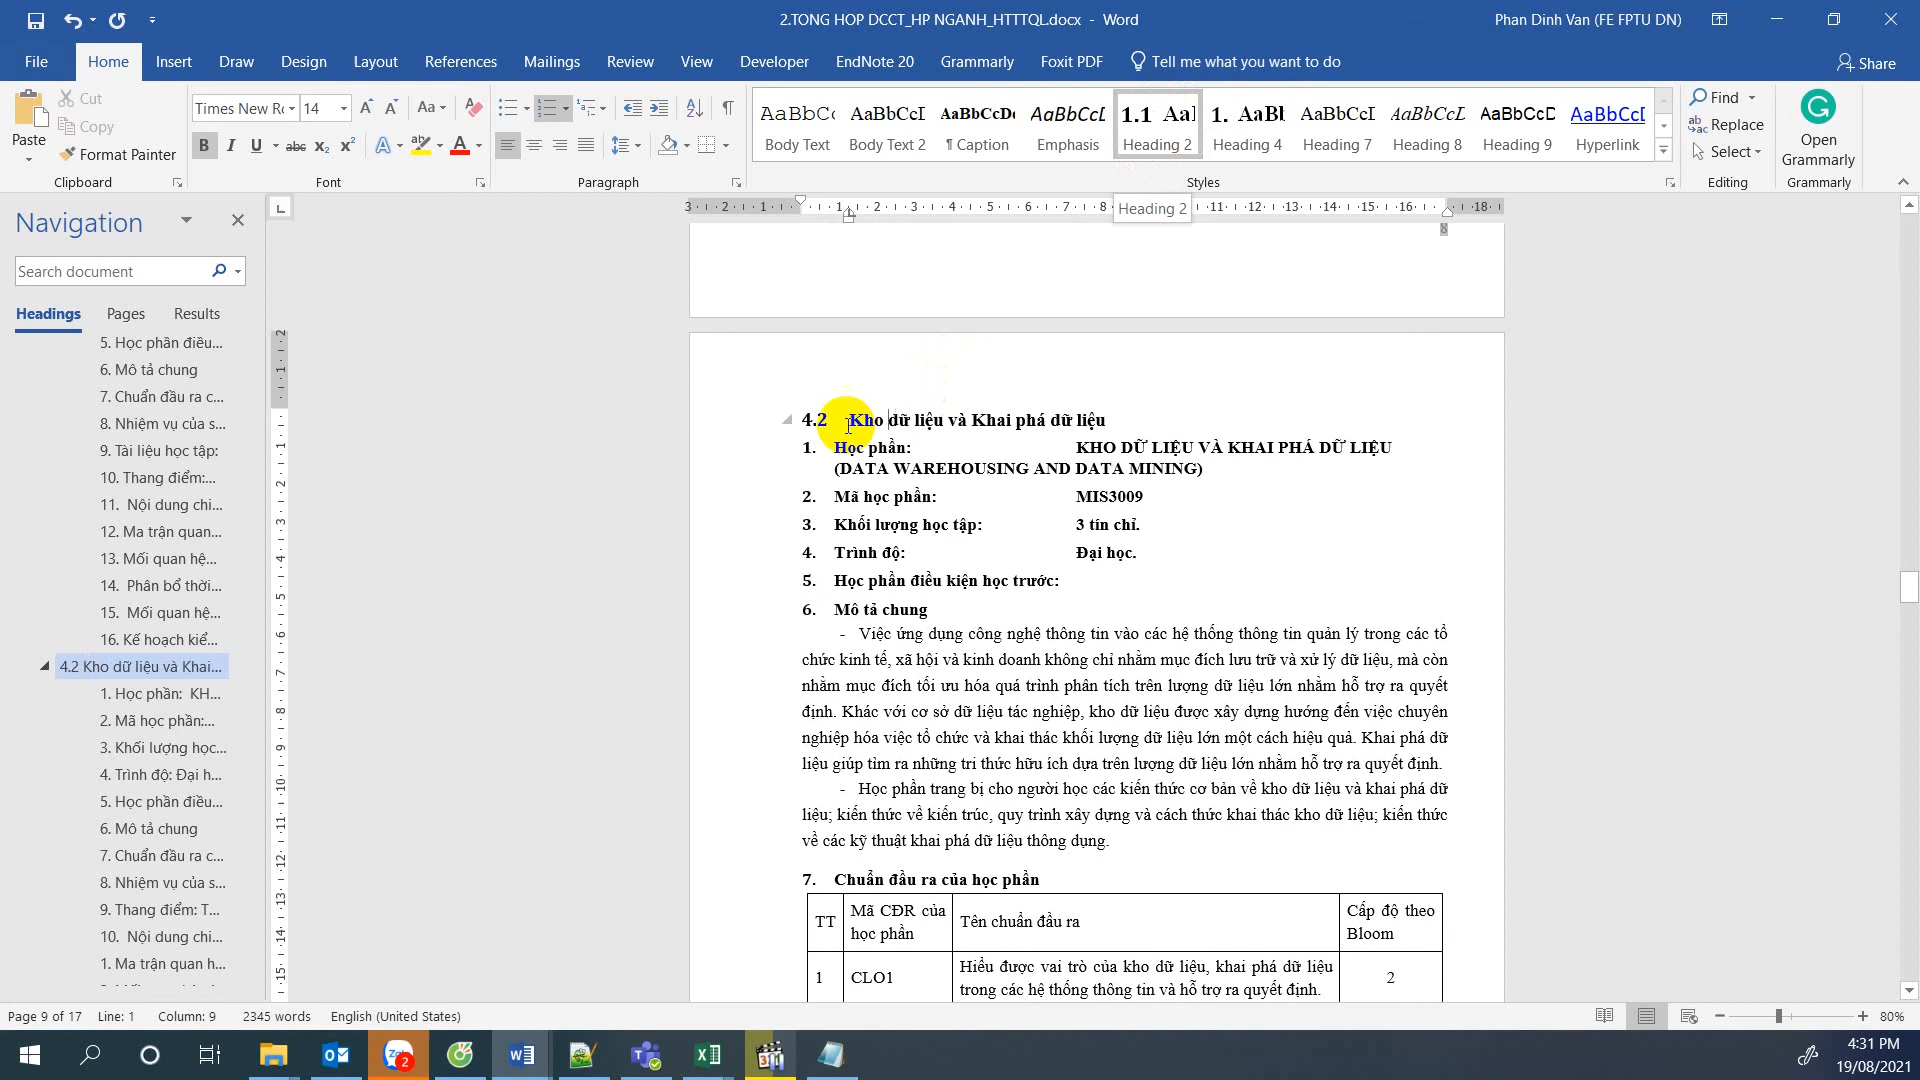 2.TONG HOP DCCT_HP NGANH_HTTTQL.docx - Word
Phan Dinh Van (FE FPTU DN)
File Home Insert Draw Design Layout References Mailings Review View Developer EndNote 20 Grammarly Foxit PDF Tell me what you want to do
Share
Paste
Cut
Copy
Format Painter
Clipboard
Times New Ro 14
Font
Paragraph
AaBbCc Body Text
AaBbCcI Body Text 2
AaBbCcDc ¶ Caption
AaBbCcL Emphasis
1.1 Aal Heading 2
1. AaBl Heading 4
AaBbCcI Heading 7
AaBbCcL Heading 8
AaBbCcD Heading 9
AaBbCcL Hyperlink
Styles
Find
Replace
Select
Editing
Open Grammarly
Grammarly
Heading 2
Navigation
Search document
Headings Pages Results
5. Học phần điều...
6. Mô tả chung
7. Chuẩn đầu ra c...
8. Nhiệm vụ của s...
9. Tài liệu học tập:
10. Thang điểm:...
11. Nội dung chi...
12. Ma trận quan...
13. Mối quan hệ...
14. Phân bổ thời...
15. Mối quan hệ...
16. Kế hoạch kiể...
4.2 Kho dữ liệu và Khai...
1. Học phần: KH...
2. Mã học phần:...
3. Khối lượng học...
4. Trình độ: Đại h...
5. Học phần điều...
6. Mô tả chung
7. Chuẩn đầu ra c...
8. Nhiệm vụ của s...
9. Thang điểm: T...
10. Nội dung chi...
1. Ma trận quan h...
8
4.2 Kho dữ liệu và Khai phá dữ liệu
1. Học phần: KHO DỮ LIỆU VÀ KHAI PHÁ DỮ LIỆU
(DATA WAREHOUSING AND DATA MINING)
2. Mã học phần: MIS3009
3. Khối lượng học tập: 3 tín chỉ.
4. Trình độ: Đại học.
5. Học phần điều kiện học trước:
6. Mô tả chung
- Việc ứng dụng công nghệ thông tin vào các hệ thống thông tin quản lý trong các tổ
chức kinh tế, xã hội và kinh doanh không chỉ nhằm mục đích lưu trữ và xử lý dữ liệu, mà còn
nhằm mục đích tối ưu hóa quá trình phân tích trên lượng dữ liệu lớn nhằm hỗ trợ ra quyết
định. Khác với cơ sở dữ liệu tác nghiệp, kho dữ liệu được xây dựng hướng đến việc chuyên
nghiệp hóa việc tổ chức và khai thác khối lượng dữ liệu lớn một cách hiệu quả. Khai phá dữ
liệu giúp tìm ra những tri thức hữu ích dựa trên lượng dữ liệu lớn nhằm hỗ trợ ra quyết định.
- Học phần trang bị cho người học các kiến thức cơ bản về kho dữ liệu và khai phá dữ
liệu; kiến thức về kiến trúc, quy trình xây dựng và cách thức khai thác kho dữ liệu; kiến thức
về các kỹ thuật khai phá dữ liệu thông dụng.
7. Chuẩn đầu ra của học phần
TT Mã CĐR của học phần Tên chuẩn đầu ra Cấp độ theo Bloom
1 CLO1 Hiểu được vai trò của kho dữ liệu, khai phá dữ liệu trong các hệ thống thông tin và hỗ trợ ra quyết định. 2
Page 9 of 17 Line: 1 Column: 9 2345 words English (United States)
80%
4:31 PM
19/08/2021